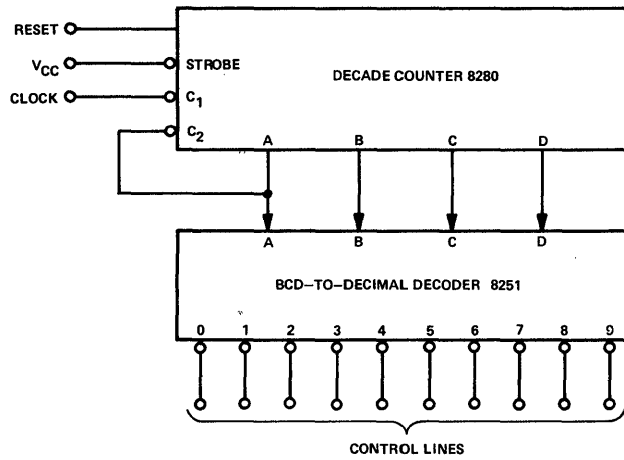 RESET
VCC
CLOCK
STROBE
C1
C2
DECADE COUNTER 8280
A B C D
A B C D
BCD–TO–DECIMAL DECODER 8251
0 1 2 3 4 5 6 7 8 9
CONTROL LINES